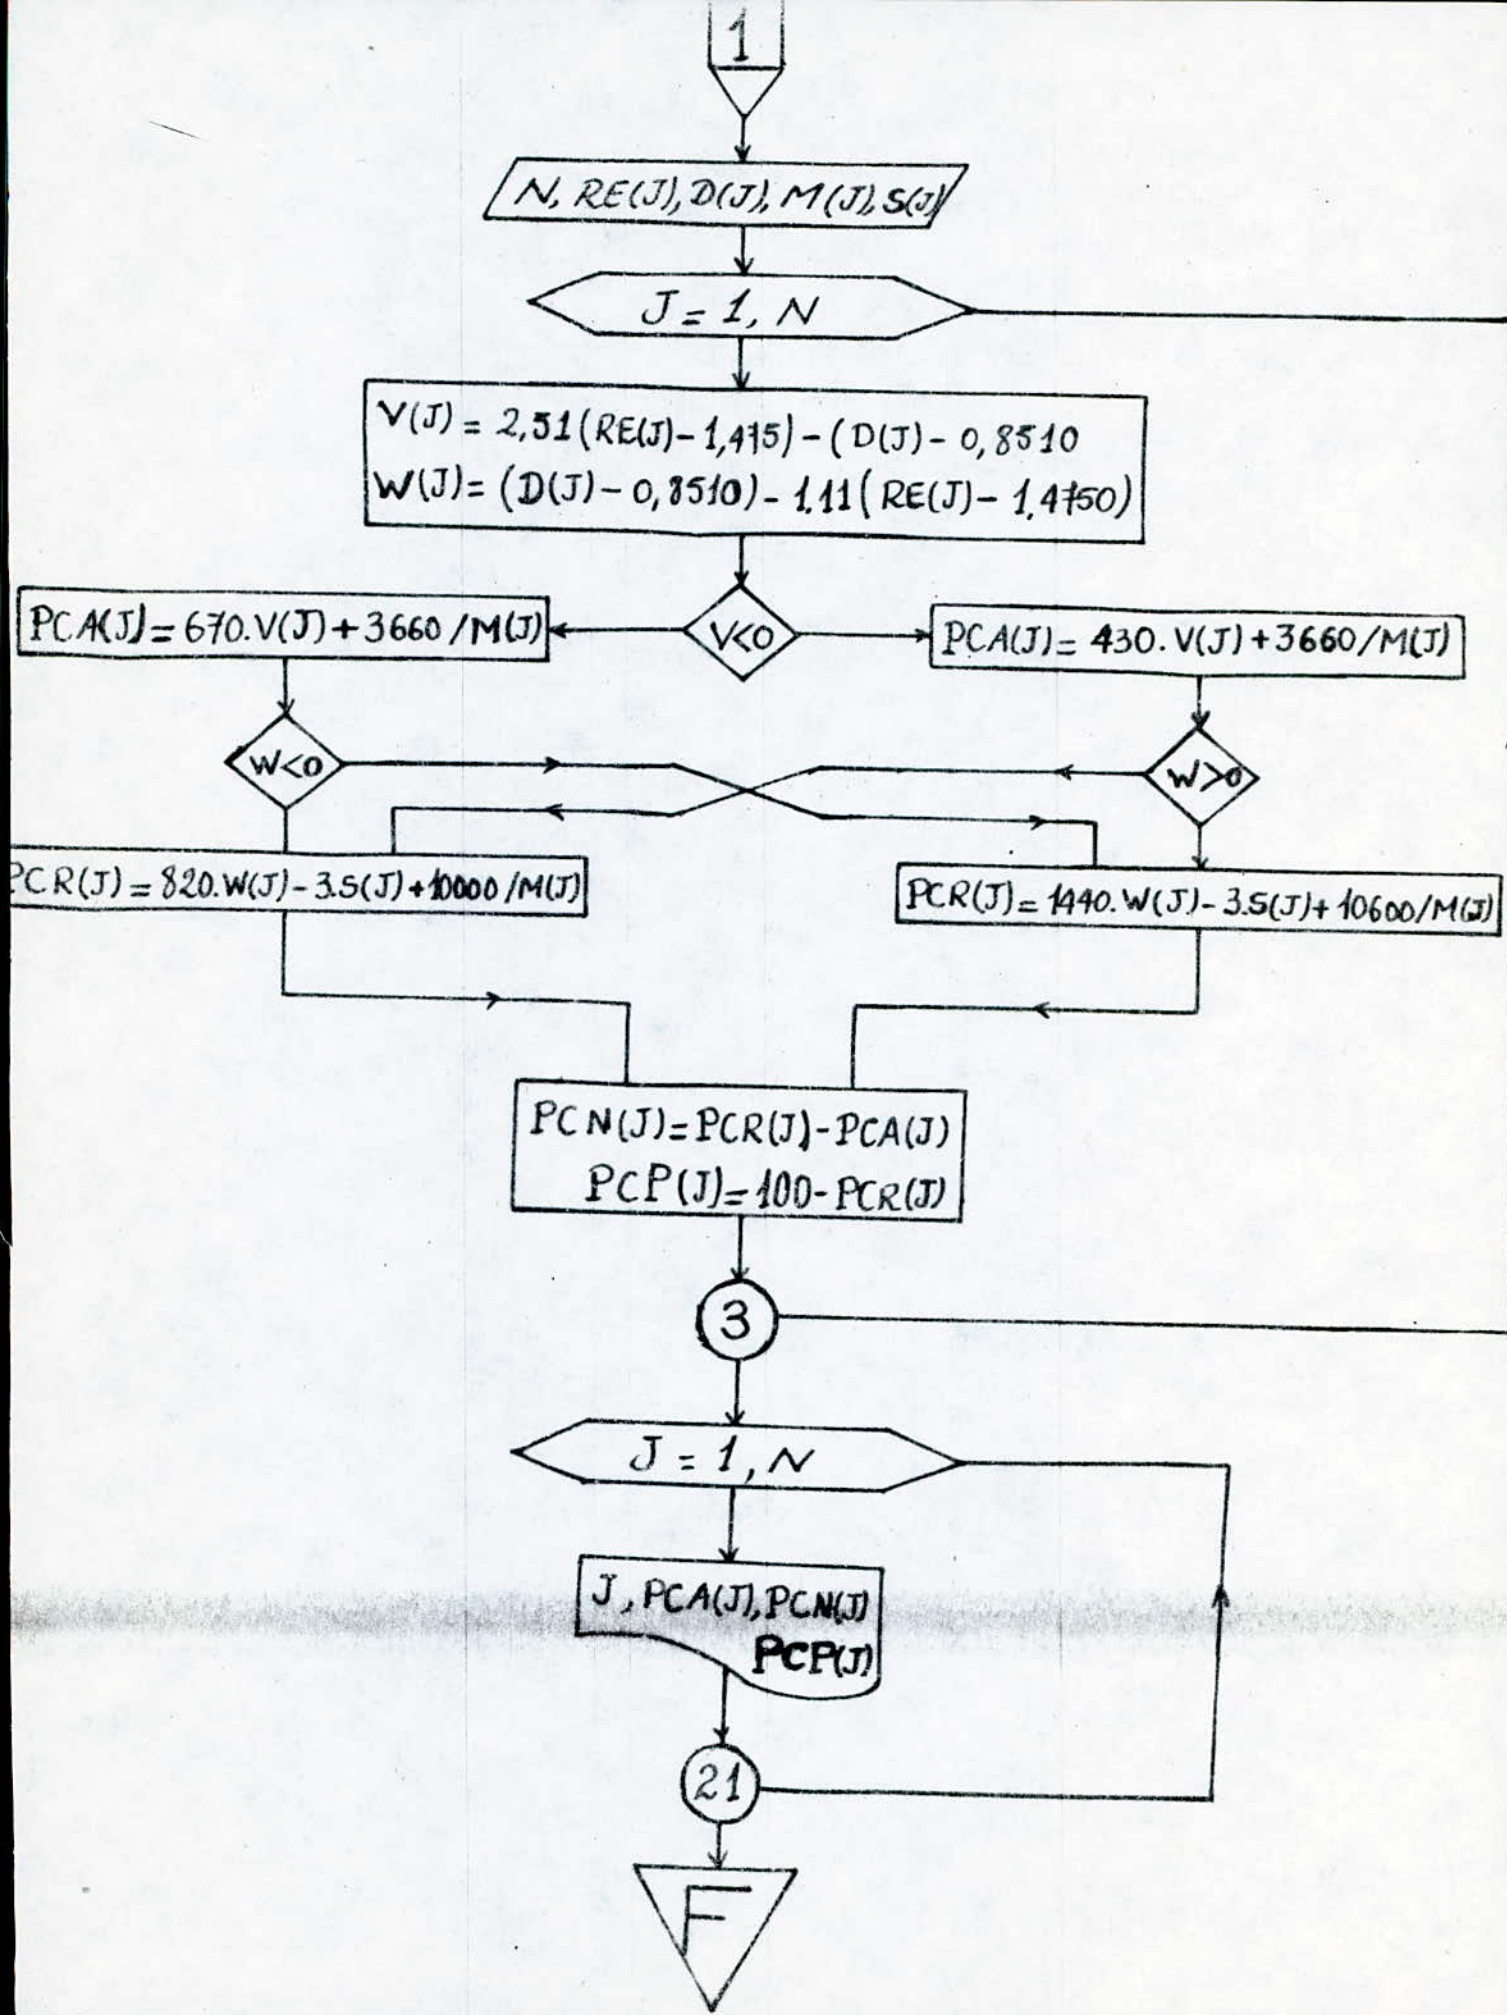 1
N, RE(J), D(J), M(J), S(J)
J = 1, N
V(J) = 2,51(RE(J) - 1,475) - (D(J) - 0,8510
W(J) = (D(J) - 0,8510) - 1.11(RE(J) - 1.4750)
PCA(J) = 670.V(J) + 3660/M(J)
V<0
PCA(J) = 430.V(J) + 3660/M(J)
W<0
W>0
PCR(J) = 820.W(J) - 3.S(J) + 10000/M(J)
PCR(J) = 1440.W(J) - 3.S(J) + 10600/M(J)
PCN(J) = PCR(J) - PCA(J)
PCP(J) = 100 - PCR(J)
3
J = 1, N
J, PCA(J), PCN(J)
PCP(J)
21
F